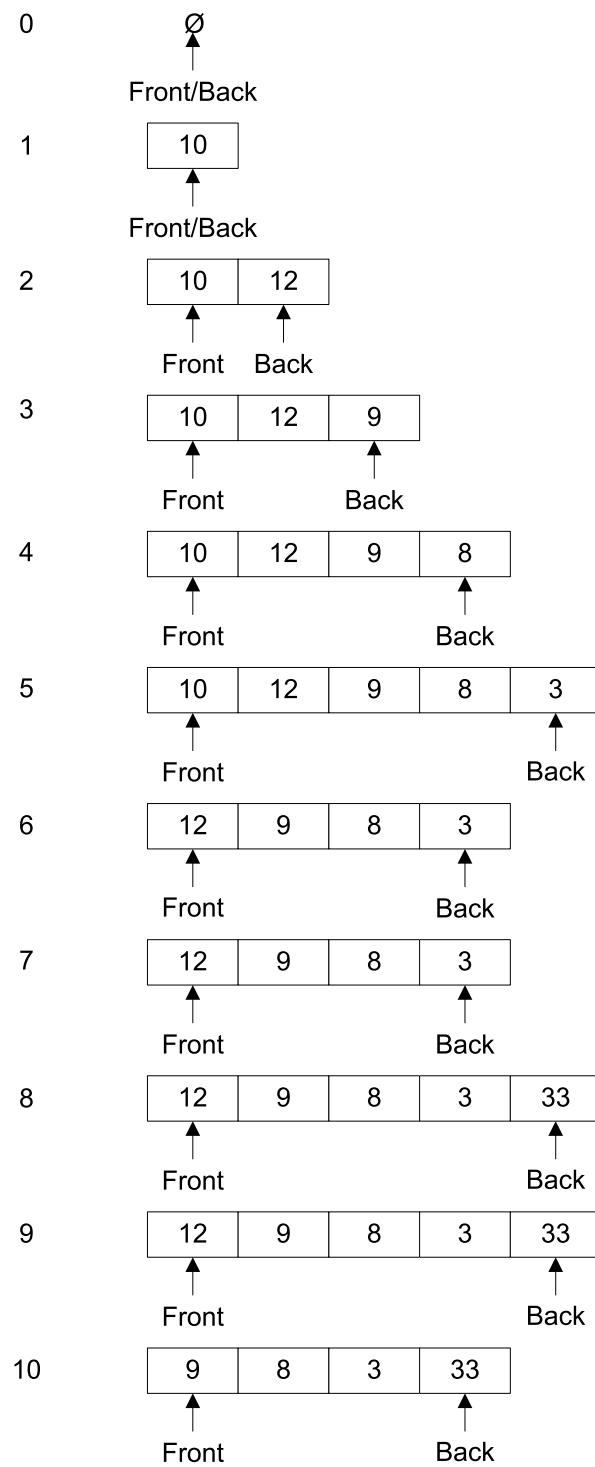 0 Ø
Front/Back
1 10
Front/Back
2 10 12
Front Back
3 10 12 9
Front Back
4 10 12 9 8
Front Back
5 10 12 9 8 3
Front Back
6 12 9 8 3
Front Back
7 12 9 8 3
Front Back
8 12 9 8 3 33
Front Back
9 12 9 8 3 33
Front Back
10 9 8 3 33
Front Back